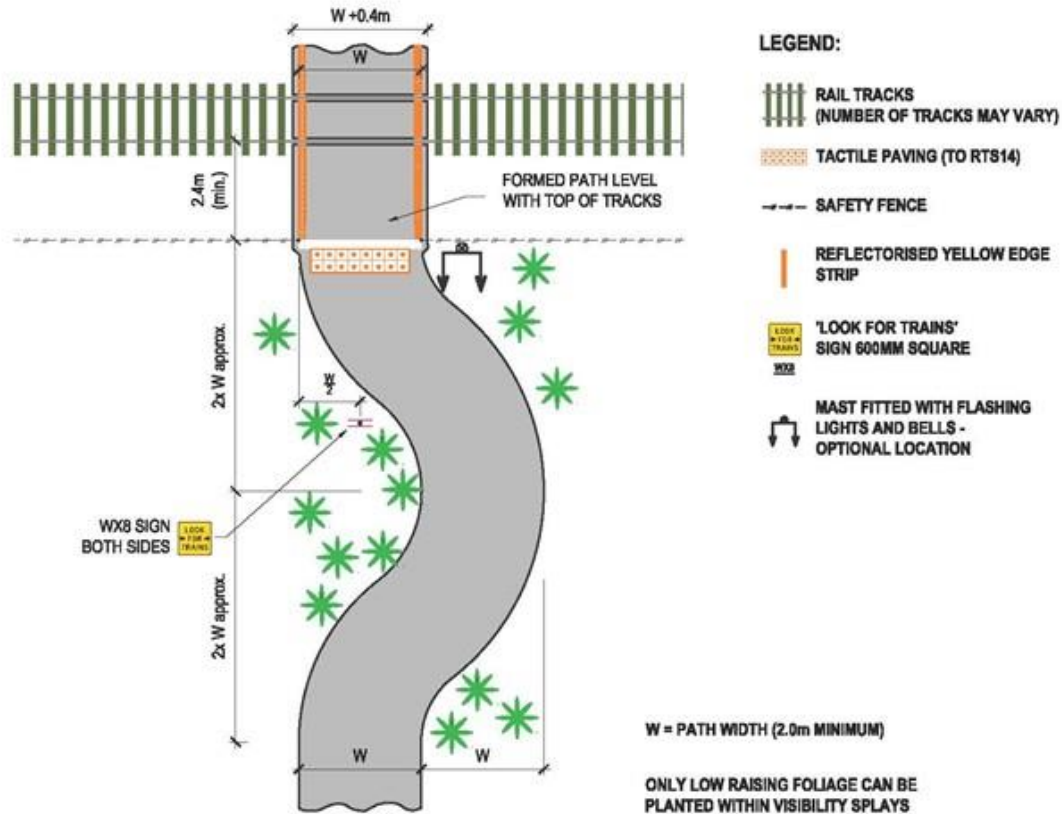 W +0.4m
W
2.4m
(min.)
FORMED PATH LEVEL
WITH TOP OF TRACKS
2x W approx.
W
2
WX8 SIGN
BOTH SIDES
LOOK
FOR
TRAINS
2x W approx.
W
W
LEGEND:
RAIL TRACKS
(NUMBER OF TRACKS MAY VARY)
TACTILE PAVING (TO RTS14)
SAFETY FENCE
REFLECTORISED YELLOW EDGE
STRIP
LOOK
FOR
TRAINS
WX8
'LOOK FOR TRAINS'
SIGN 600MM SQUARE
MAST FITTED WITH FLASHING
LIGHTS AND BELLS -
OPTIONAL LOCATION
W = PATH WIDTH (2.0m MINIMUM)
ONLY LOW RAISING FOLIAGE CAN BE
PLANTED WITHIN VISIBILITY SPLAYS